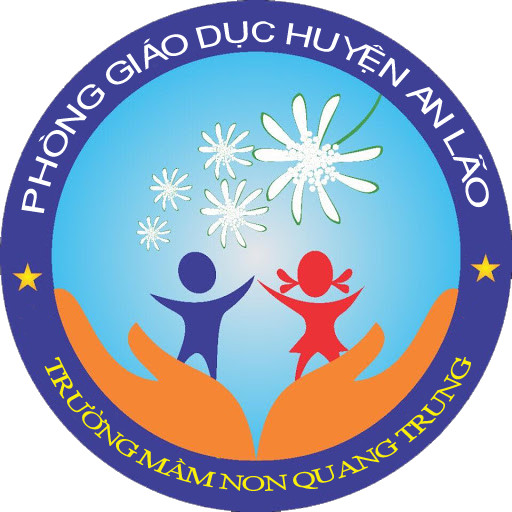 PHÒNG GIÁO DỤC HUYỆN AN LÃO
TRƯỜNG MẦM NON QUANG TRUNG